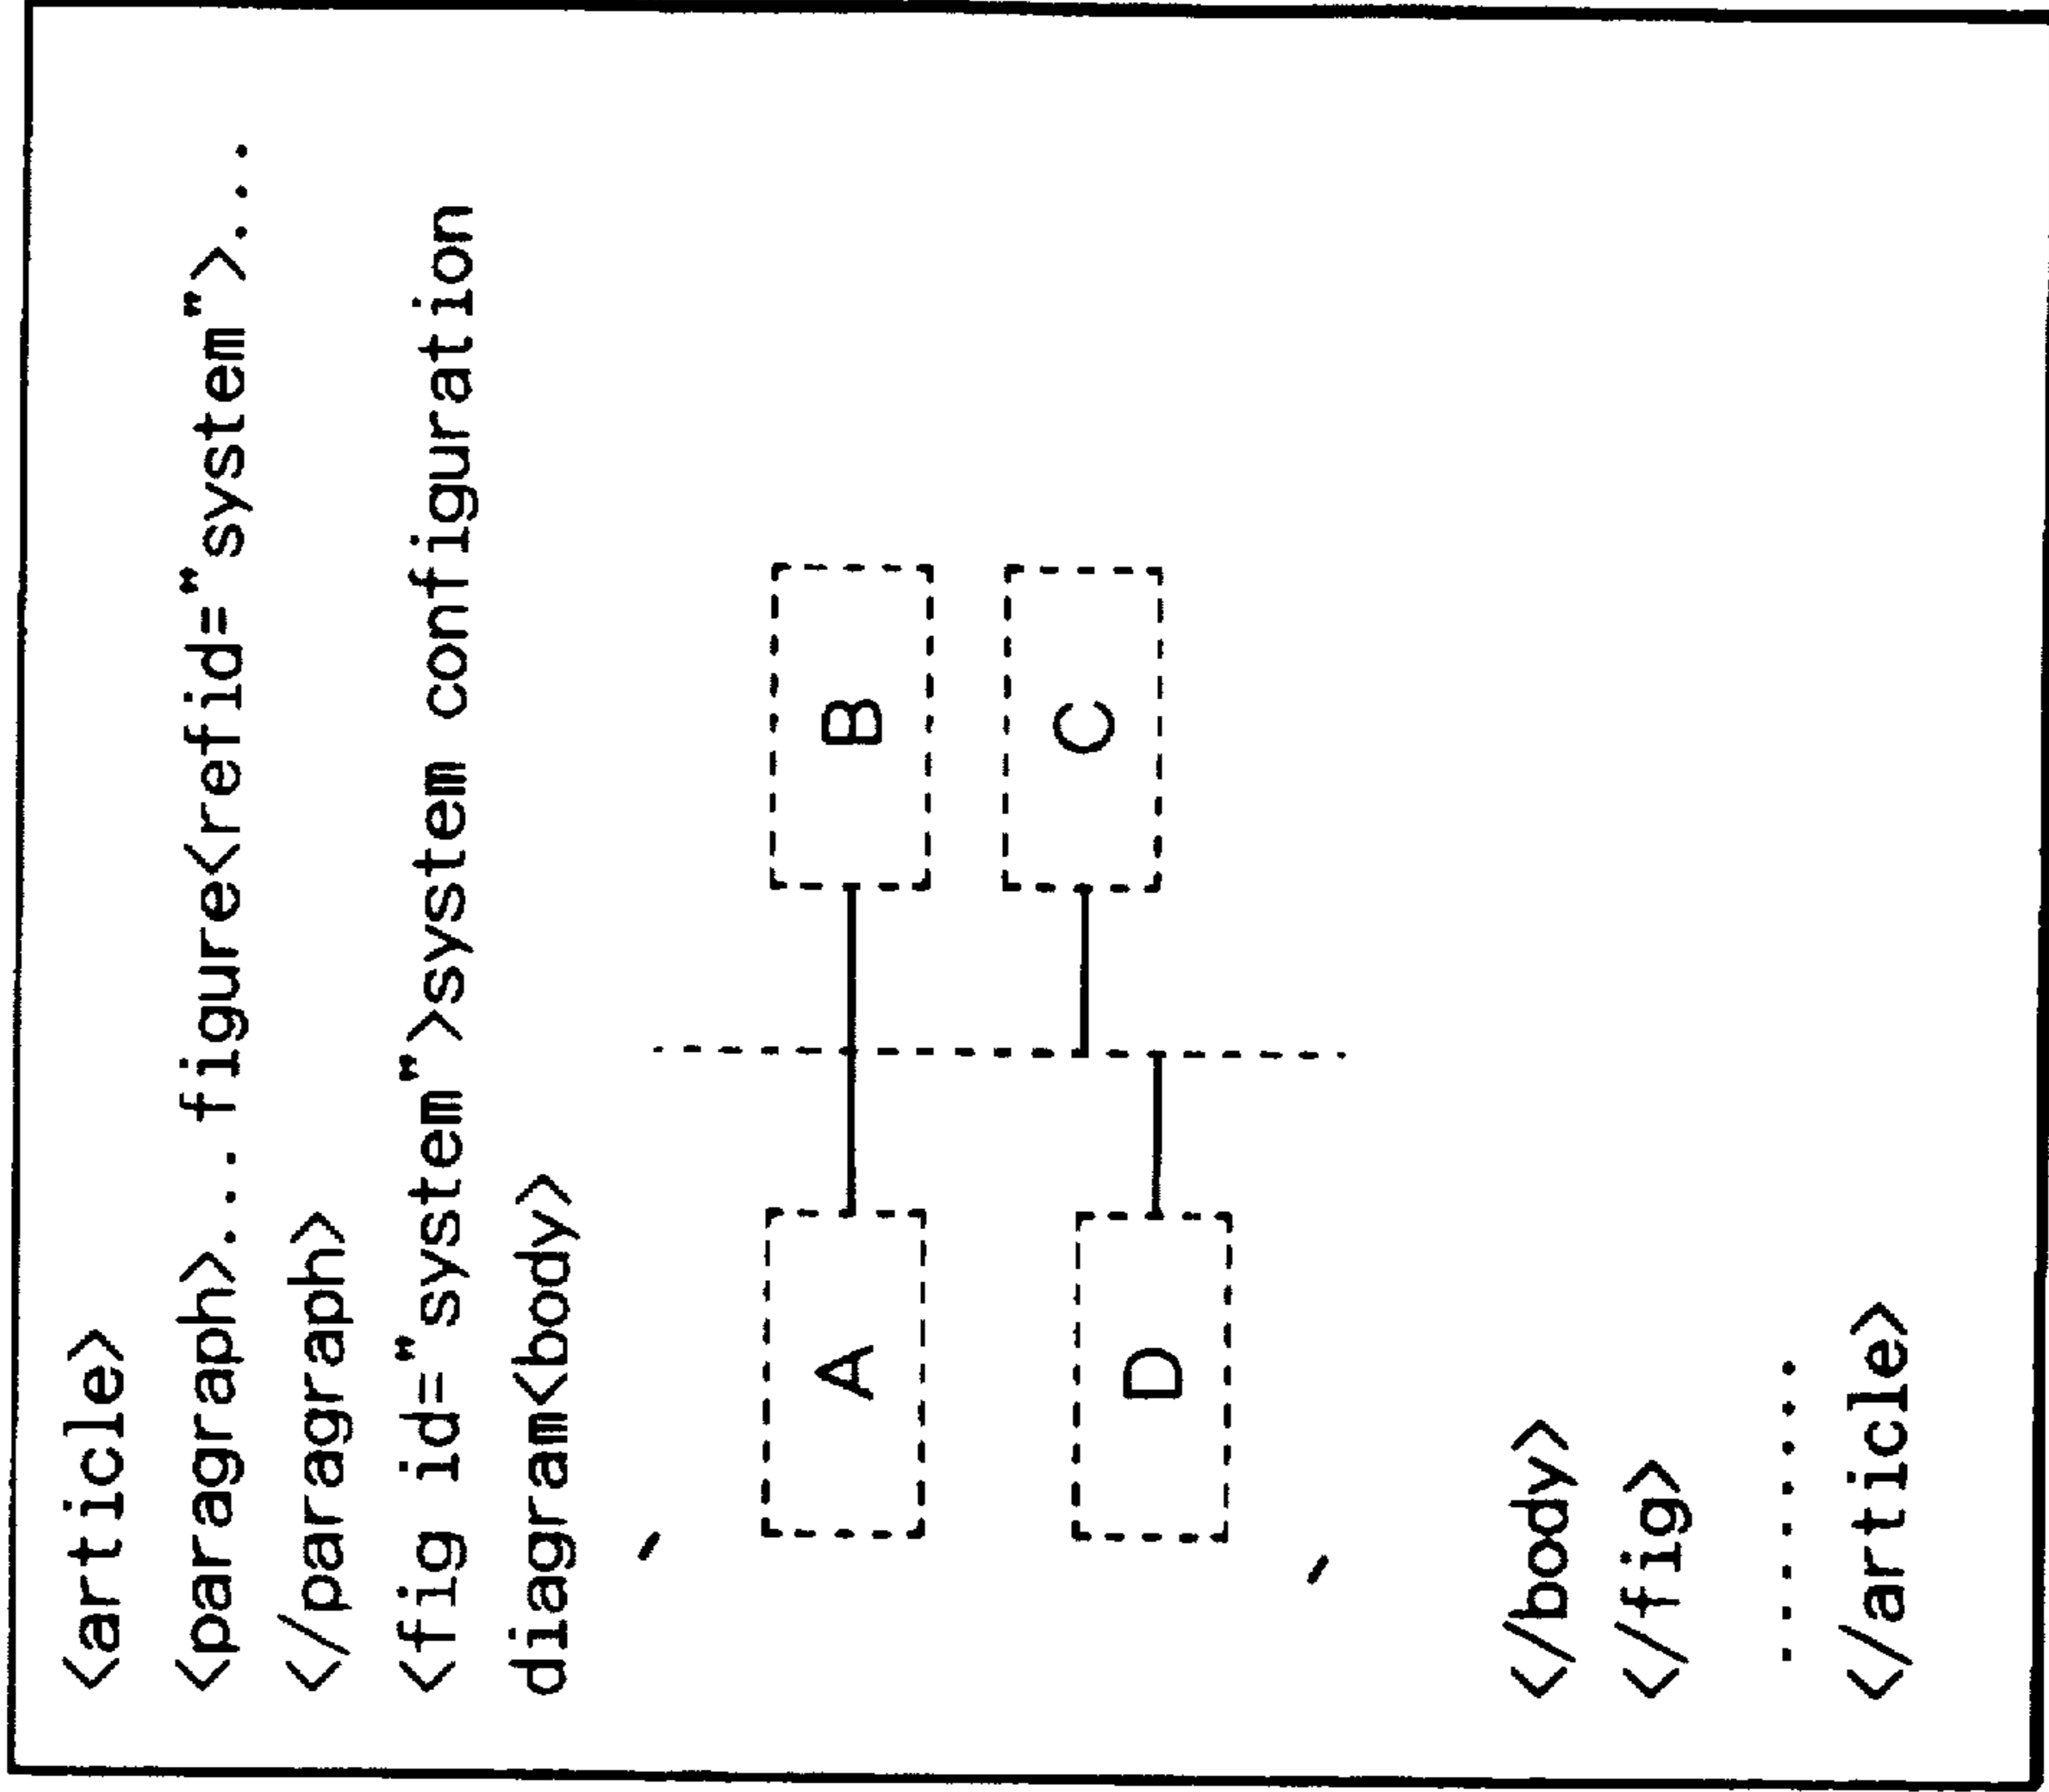 <article>
<paragraph>...figure<refid="system">...
</paragraph>
<fig id="system">system configuration
diagram<body>
A B
C
D
</body>
</fig>
........
</article>